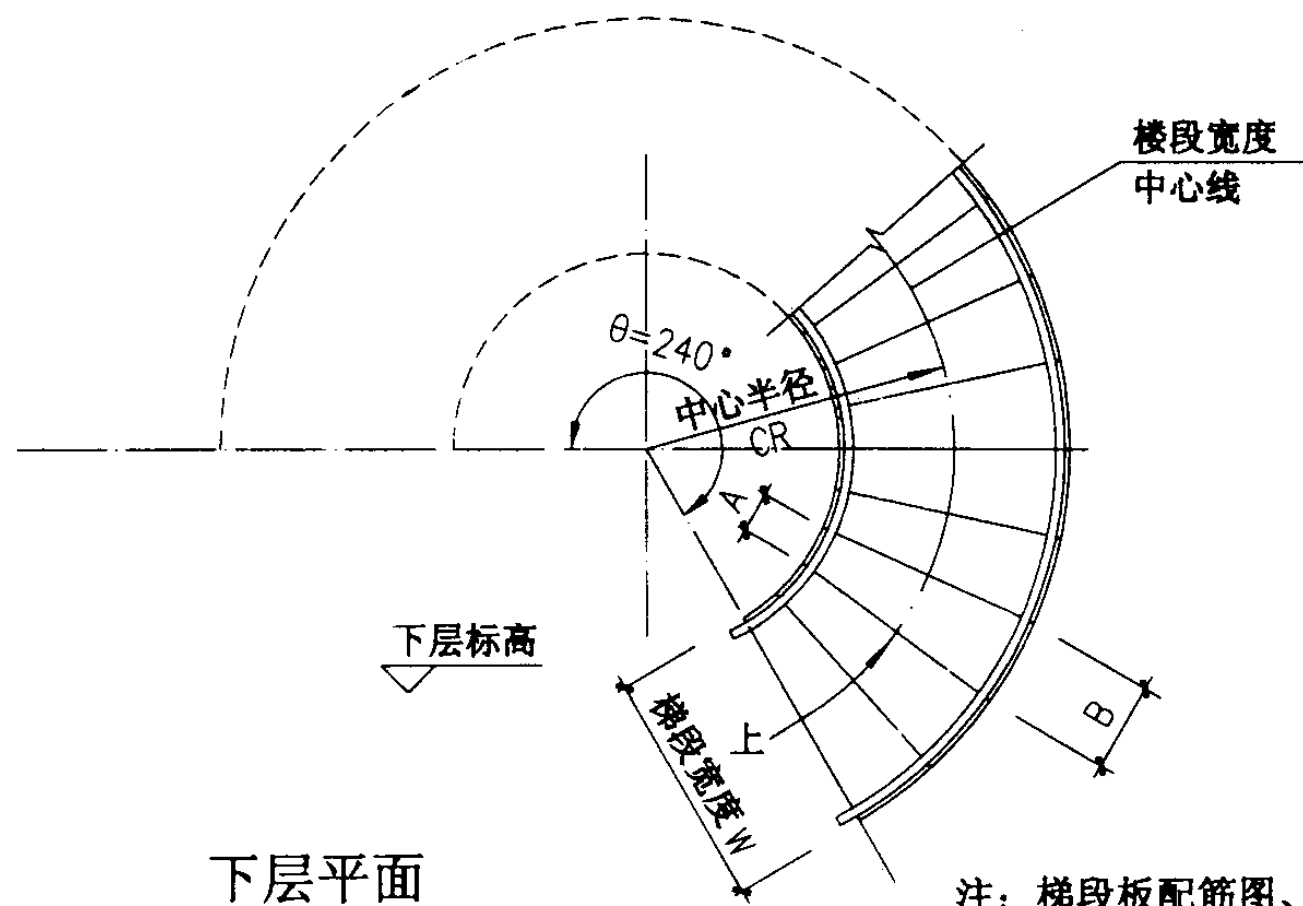 楼段宽度
中心线
θ=240°
中心半径
CR
A
下层标高
上
梯段宽度W
B
下层平面
注：梯段板配筋图、